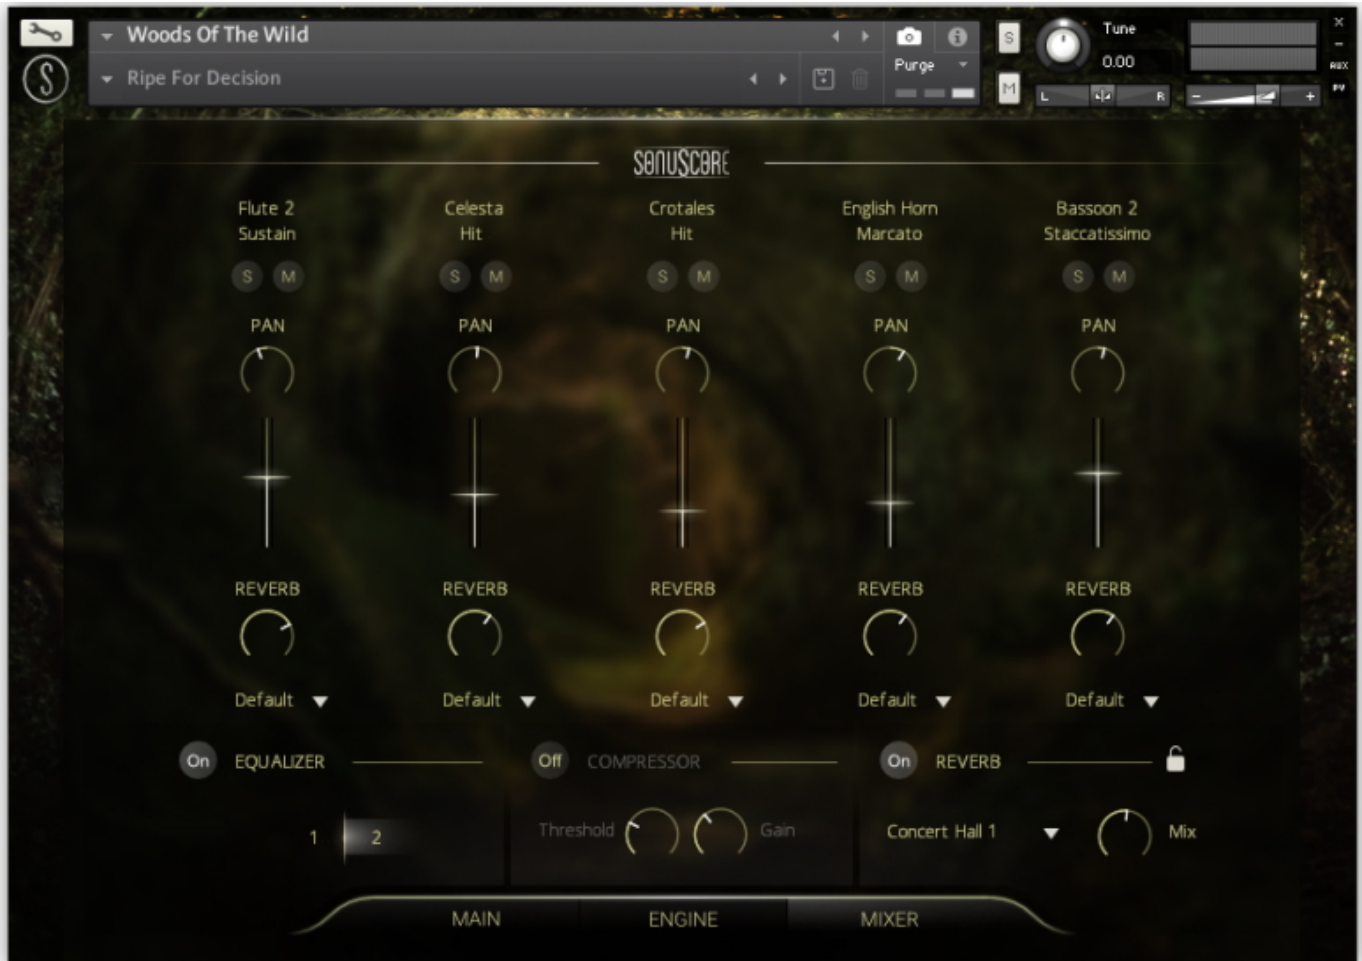 Woods Of The Wild
Ripe For Decision
Purge
S
M
Tune
0.00
L
R
-
+
x
-
AUX
PV
S
SONUSCORE
Flute 2
Sustain
Celesta
Hit
Crotales
Hit
English Horn
Marcato
Bassoon 2
Staccatissimo
S M
S M
S M
S M
S M
PAN
PAN
PAN
PAN
PAN
REVERB
REVERB
REVERB
REVERB
REVERB
Default
Default
Default
Default
Default
On EQUALIZER
Off COMPRESSOR
On REVERB
1 2
Threshold
Gain
Concert Hall 1
Mix
MAIN
ENGINE
MIXER